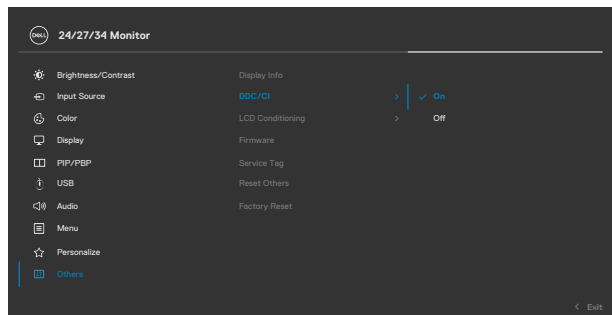 DELL 24/27/34 Monitor
Brightness/Contrast Display Info
Input Source DDC/CI > ✓ On
Color LCD Conditioning > Off
Display Firmware
PIP/PBP Service Tag
USB Reset Others
Audio Factory Reset
Menu
Personalize
Others
< Exit